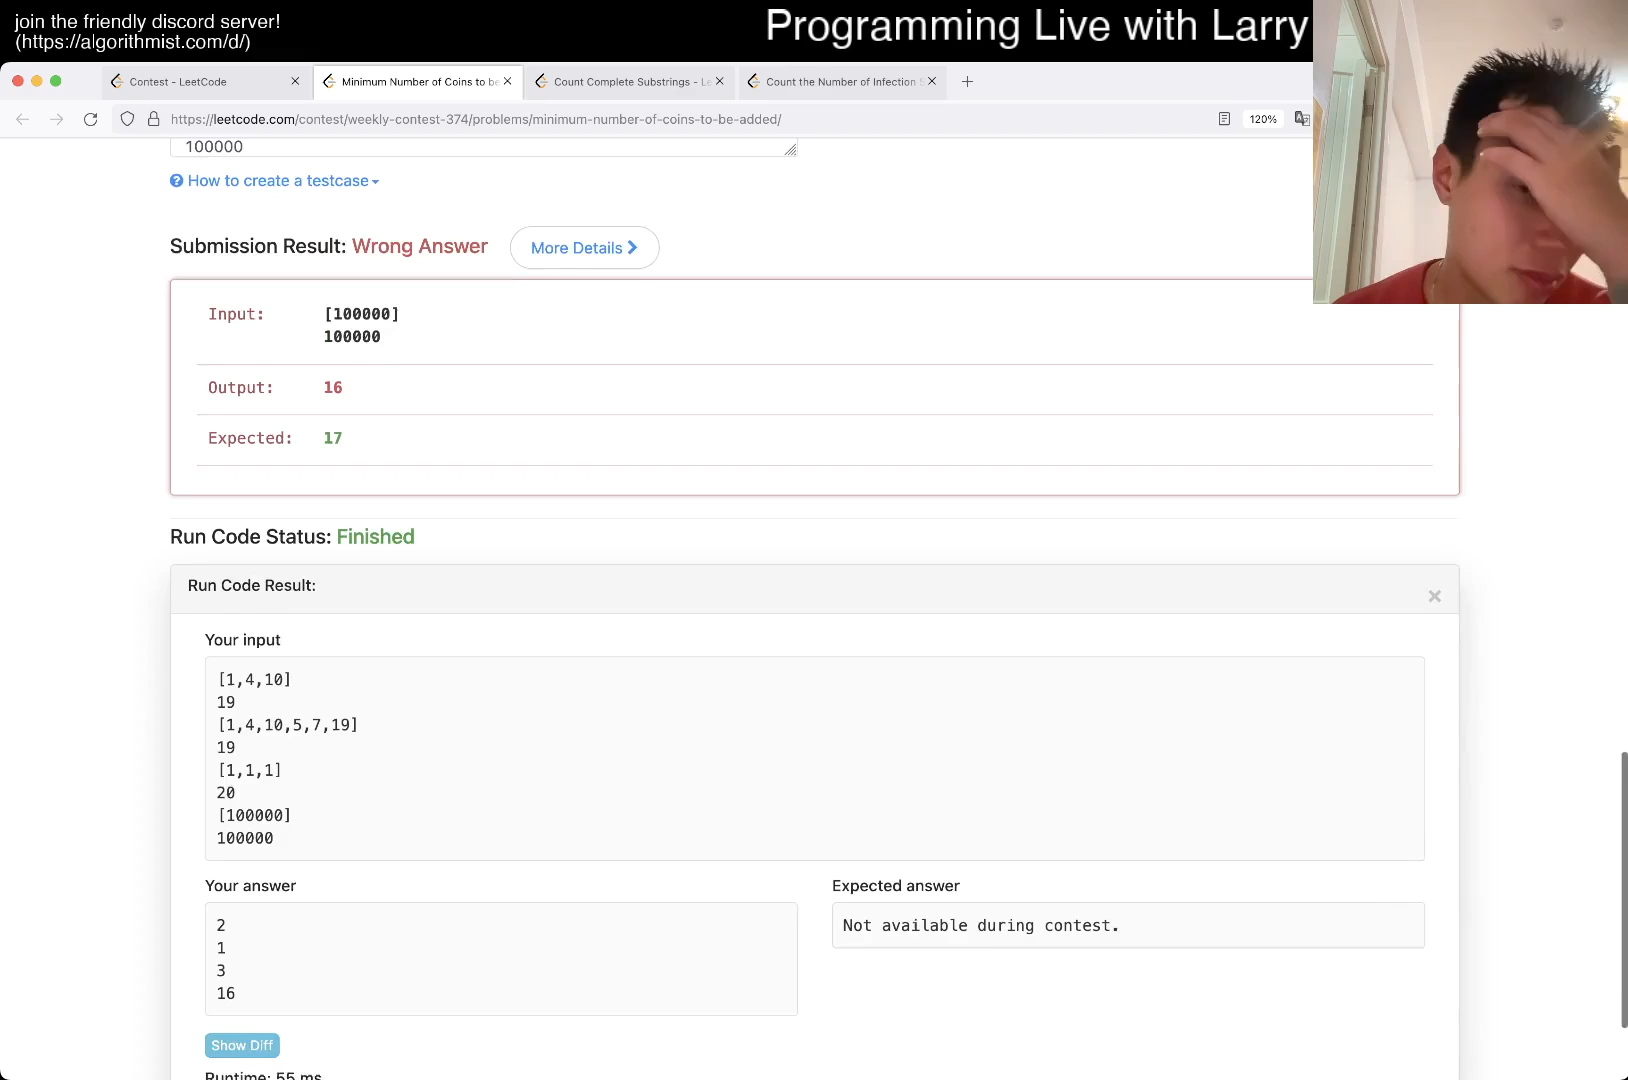 join the friendly discord server!
(https://algorithmist.com/d/)
Programming Live with Larry
Contest - LeetCode
Minimum Number of Coins to be
Count Complete Substrings - Le
Count the Number of Infection S
https://leetcode.com/contest/weekly-contest-374/problems/minimum-number-of-coins-to-be-added/
120%
100000
How to create a testcase
Submission Result: Wrong Answer
More Details
Input: [100000]
100000
Output: 16
Expected: 17
Run Code Status: Finished
Run Code Result:
Your input
[1,4,10]
19
[1,4,10,5,7,19]
19
[1,1,1]
20
[100000]
100000
Your answer
Expected answer
2
1
3
16
Not available during contest.
Show Diff
Runtime: 55 ms